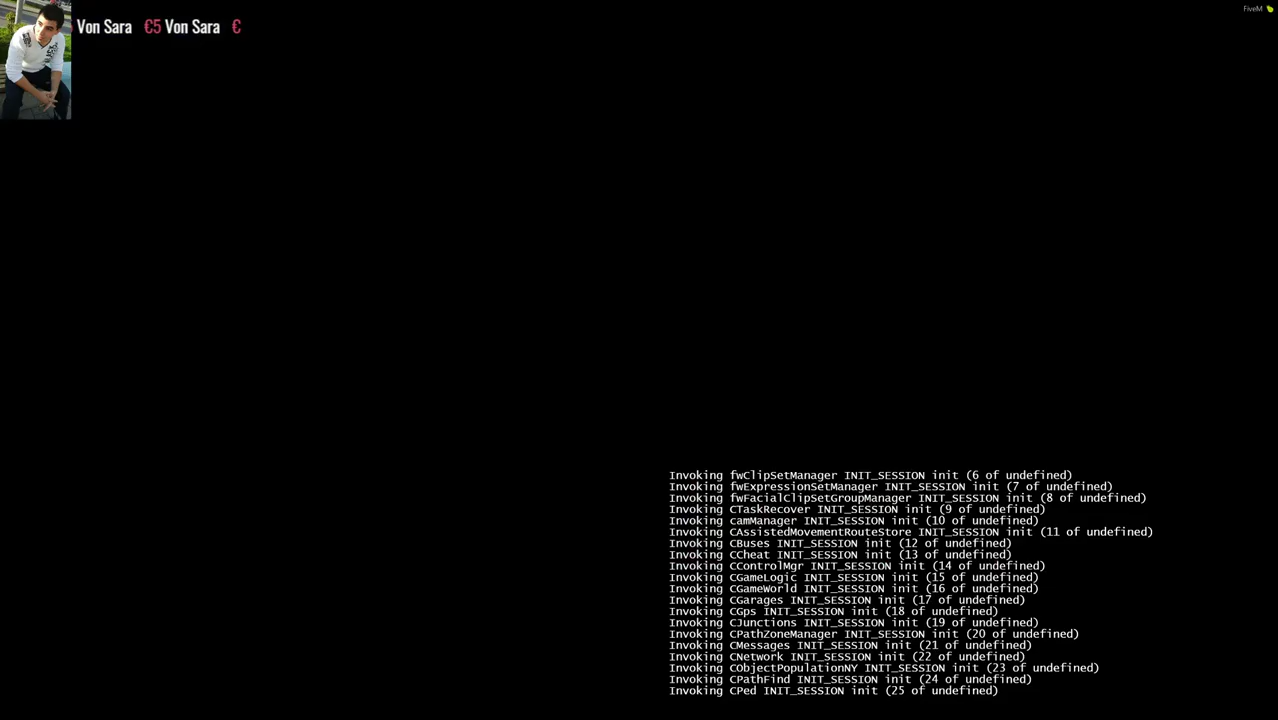 Von Sara €5 Von Sara €
FiveM
Invoking fwClipSetManager INIT_SESSION init (6 of undefined)
Invoking fwExpressionSetManager INIT_SESSION init (7 of undefined)
Invoking fwFacialClipSetGroupManager INIT_SESSION init (8 of undefined)
Invoking CTaskRecover INIT_SESSION init (9 of undefined)
Invoking camManager INIT_SESSION init (10 of undefined)
Invoking CAssistedMovementRouteStore INIT_SESSION init (11 of undefined)
Invoking CBuses INIT_SESSION init (12 of undefined)
Invoking CCheat INIT_SESSION init (13 of undefined)
Invoking CControlMgr INIT_SESSION init (14 of undefined)
Invoking CGameLogic INIT_SESSION init (15 of undefined)
Invoking CGameWorld INIT_SESSION init (16 of undefined)
Invoking CGarages INIT_SESSION init (17 of undefined)
Invoking CGps INIT_SESSION init (18 of undefined)
Invoking CJunctions INIT_SESSION init (19 of undefined)
Invoking CPathZoneManager INIT_SESSION init (20 of undefined)
Invoking CMessages INIT_SESSION init (21 of undefined)
Invoking CNetwork INIT_SESSION init (22 of undefined)
Invoking CObjectPopulationNY INIT_SESSION init (23 of undefined)
Invoking CPathFind INIT_SESSION init (24 of undefined)
Invoking CPed INIT_SESSION init (25 of undefined)